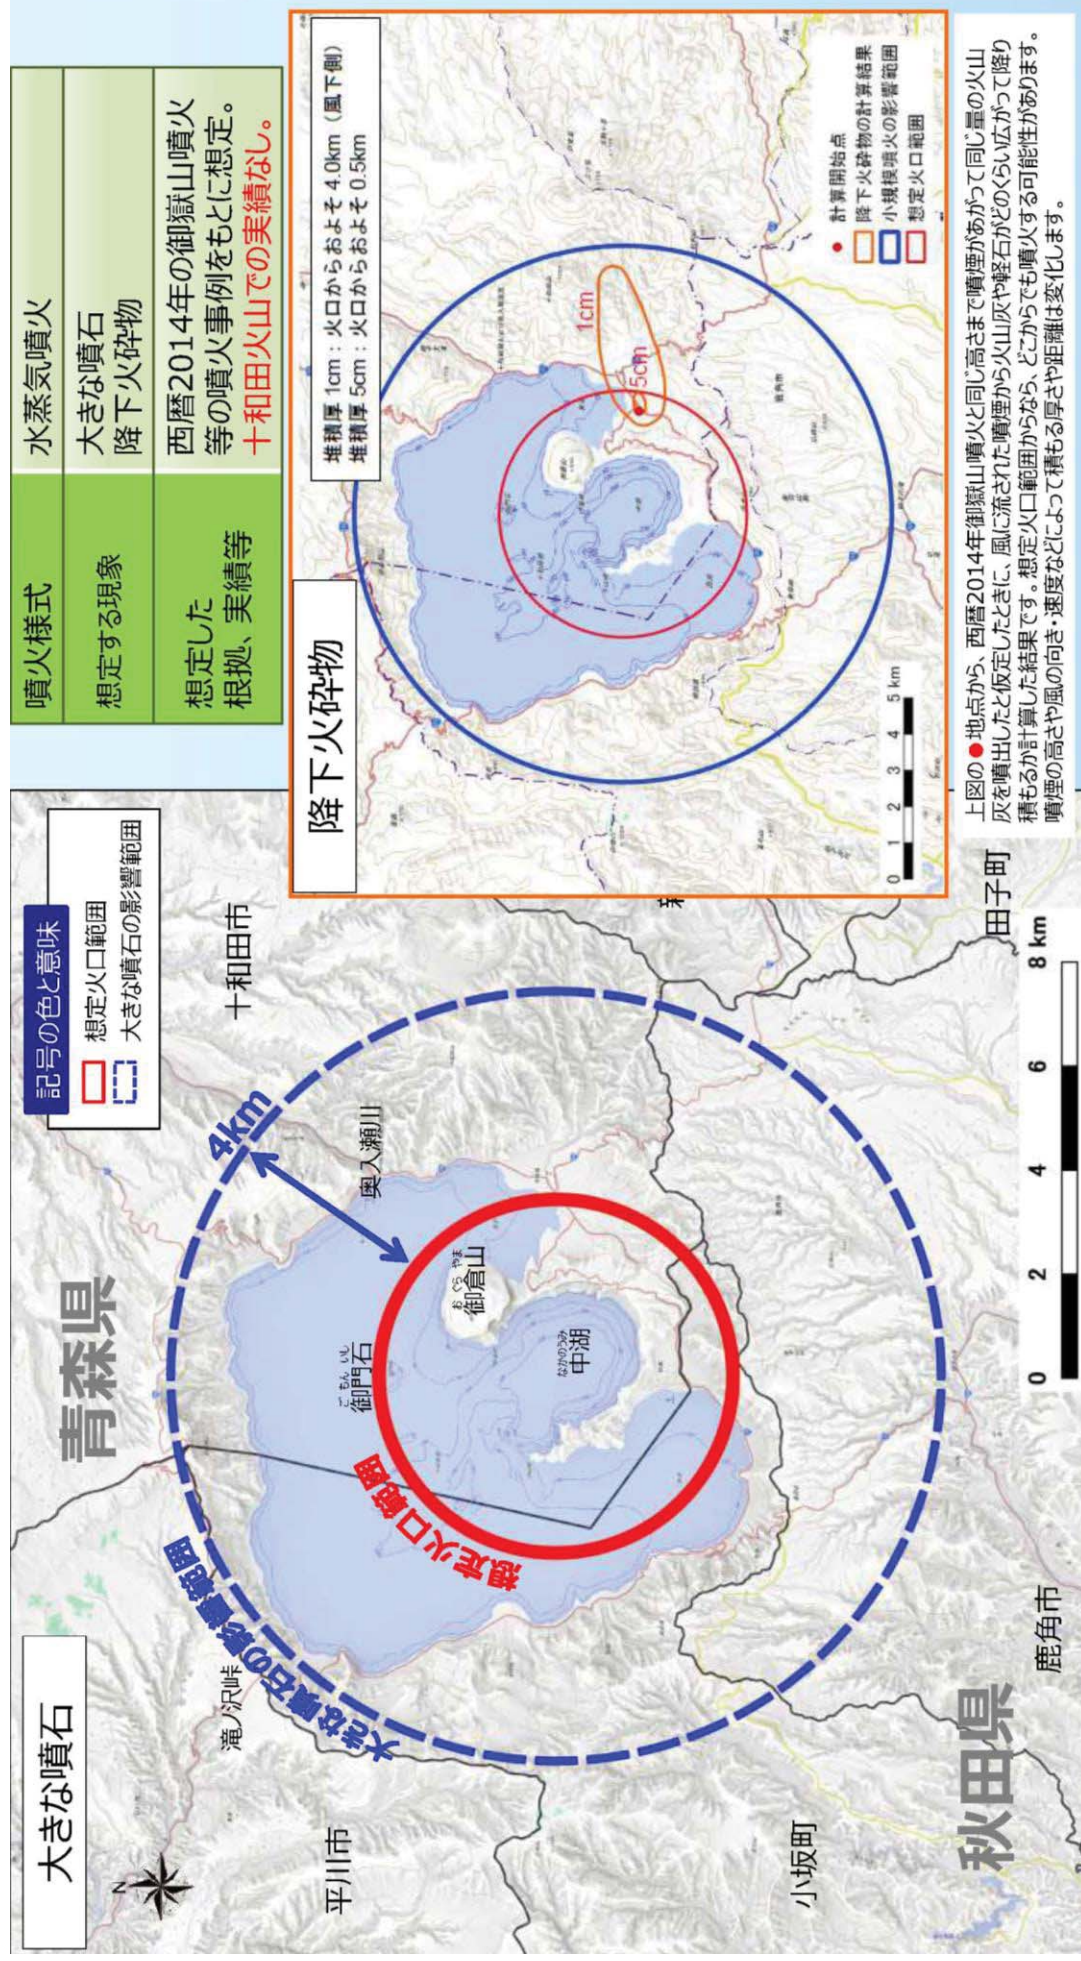 大きな噴石
N
記号の色と意味
想定火口範囲
大きな噴石の影響範囲
青森県
十和田市
4km
奥入瀬川
滝ノ沢峠
大きな噴石の影響範囲
想定火口範囲
ごもんいし
御門石
おぐらやま
御倉山
なかのうみ
中湖
平川市
小坂町
秋田県
鹿角市
田子町
0 2 4 6 8 km
噴火様式
水蒸気噴火
想定する現象
大きな噴石
降下火砕物
想定した
根拠、実績等
西暦2014年の御嶽山噴火
等の噴火事例をもとに想定。
十和田火山での実績なし。
降下火砕物
堆積厚 1cm:火口からおよそ 4.0km(風下側)
堆積厚 5cm:火口からおよそ 0.5km
1cm
5cm
計算開始点
降下火砕物の計算結果
小規模噴火の影響範囲
想定火口範囲
0 1 2 3 4 5 km
上図の●地点から、西暦2014年御嶽山噴火と同じ高さまで噴煙があがって同じ量の火山
灰を噴出したと仮定したときに、風に流された噴煙から火山灰や軽石がどのくらい広がって降り
積もるか計算した結果です。想定火口範囲からなら、どこからでも噴火する可能性があります。
噴煙の高さや風の向き・速度などによって積もる厚さや距離は変化します。